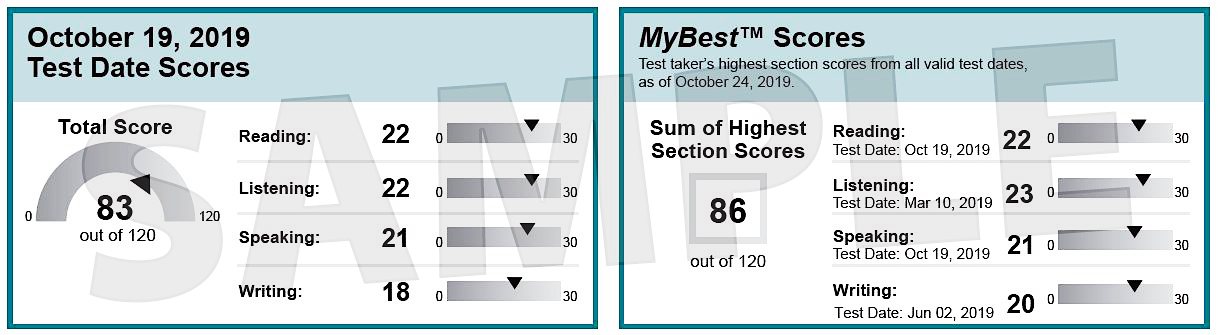 October 19, 2019
Test Date Scores
Total Score
0
83
120
out of 120
Reading: 22 0 30
Listening: 22 0 30
Speaking: 21 0 30
Writing: 18 0 30
MyBest™ Scores
Test taker's highest section scores from all valid test dates,
as of October 24, 2019.
Sum of Highest
Section Scores
86
out of 120
Reading:
Test Date: Oct 19, 2019 22 0 30
Listening:
Test Date: Mar 10, 2019 23 0 30
Speaking:
Test Date: Oct 19, 2019 21 0 30
Writing:
Test Date: Jun 02, 2019 20 0 30
SAMPLE